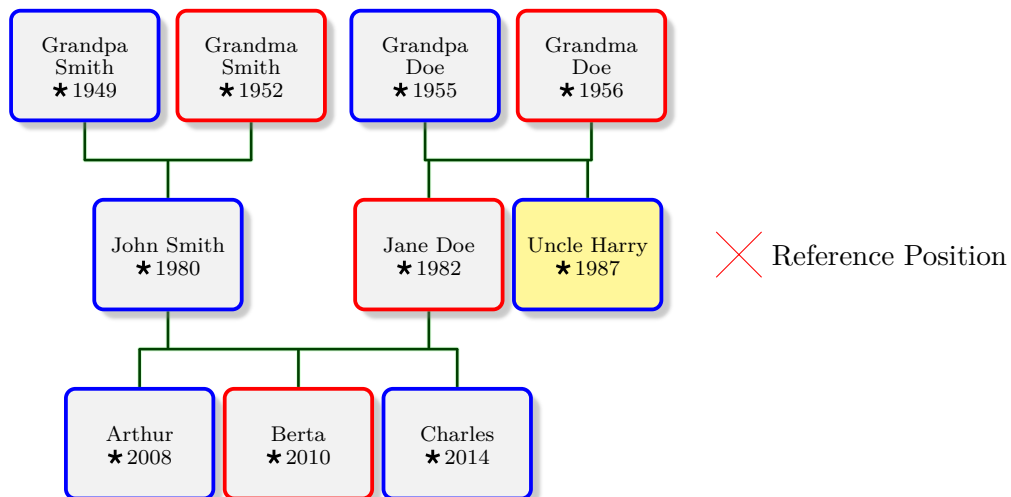 Grandpa
Smith
★1949
Grandma
Smith
★1952
Grandpa
Doe
★1955
Grandma
Doe
★1956
John Smith
★1980
Jane Doe
★1982
Uncle Harry
★1987
Reference Position
Arthur
★2008
Berta
★2010
Charles
★2014